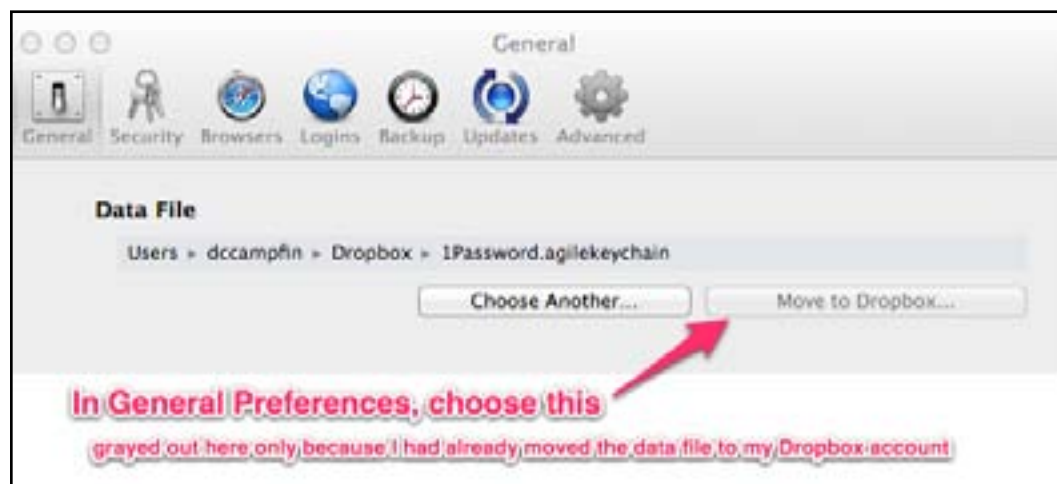 General
General Security Browsers Logins Backup Updates Advanced
Data File
Users ▸ dccampfin ▸ Dropbox ▸ 1Password.agilekeychain
Choose Another... Move to Dropbox...
In General Preferences, choose this
grayed out here only because I had already moved the data file to my Dropbox account